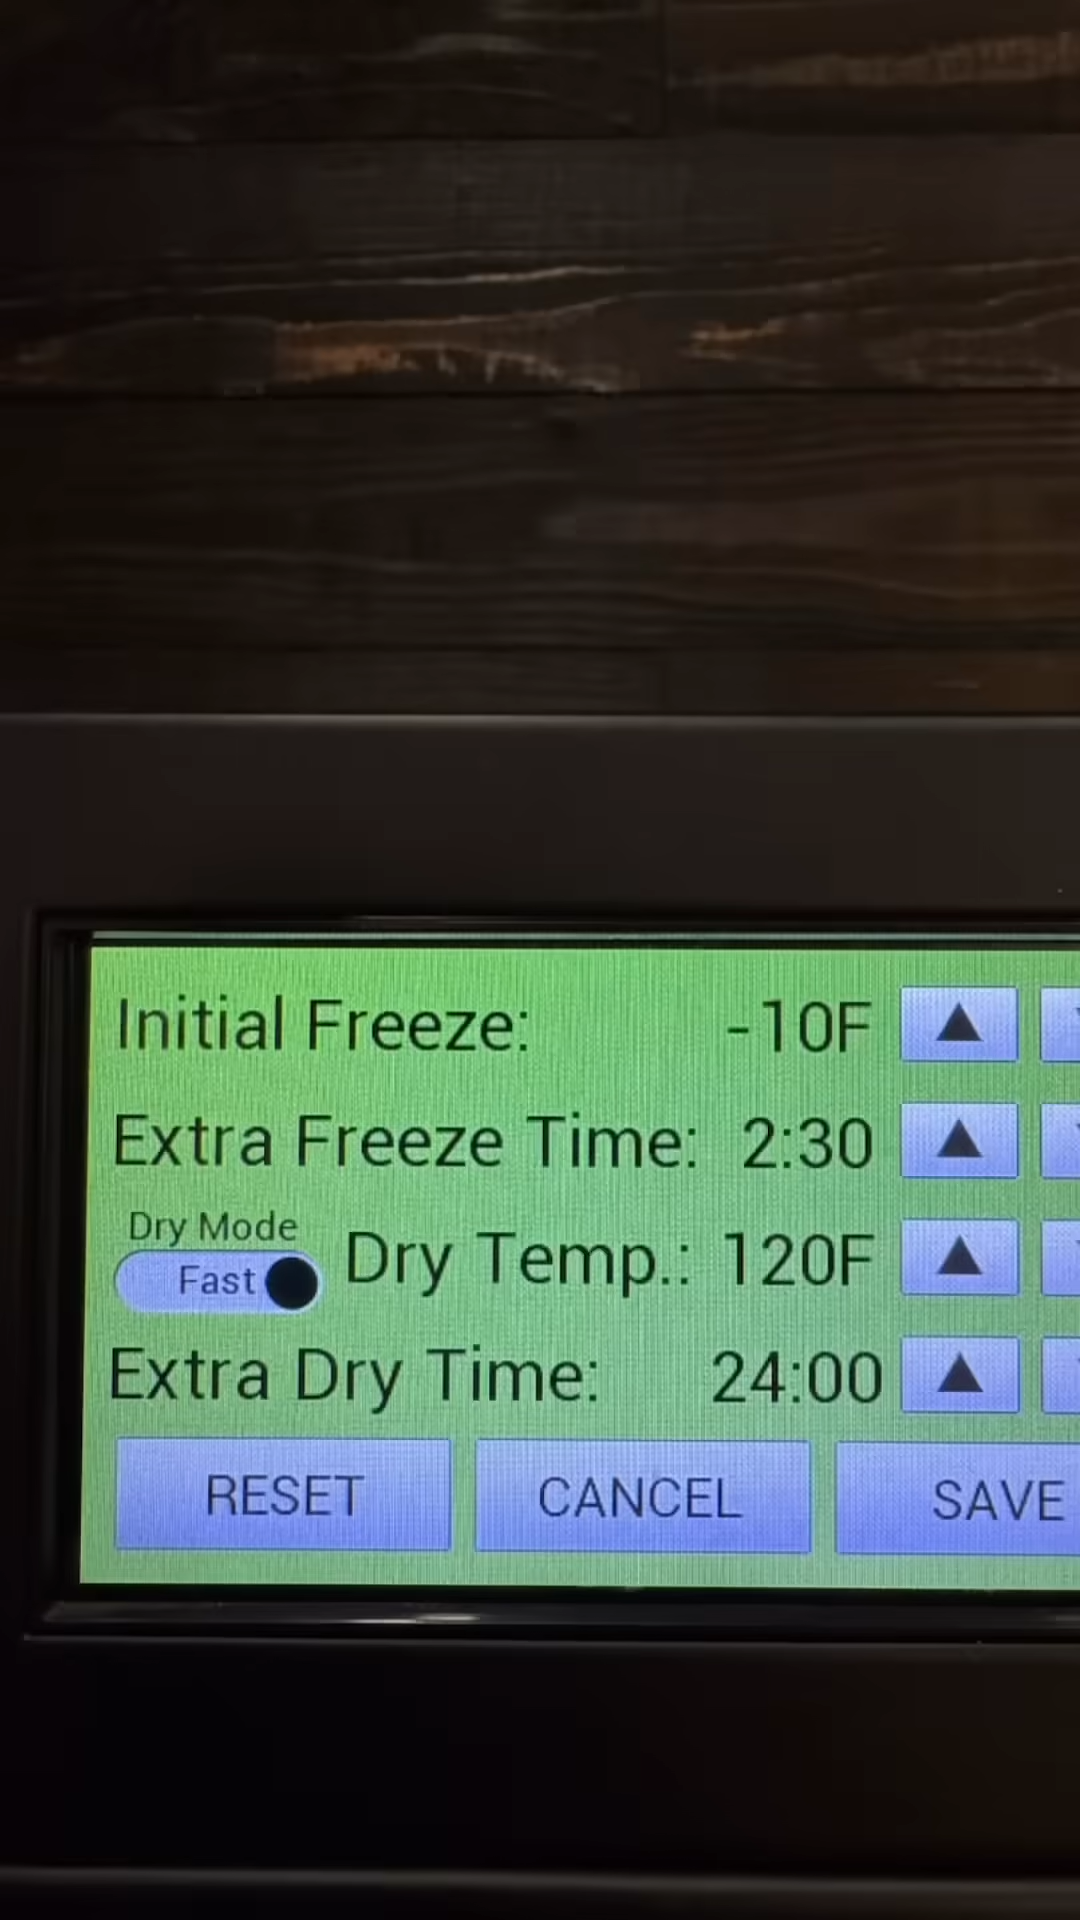 Initial Freeze: -10F ▲
Extra Freeze Time: 2:30 ▲
Dry Mode
Fast Dry Temp.: 120F ▲
Extra Dry Time: 24:00 ▲
RESET CANCEL SAVE